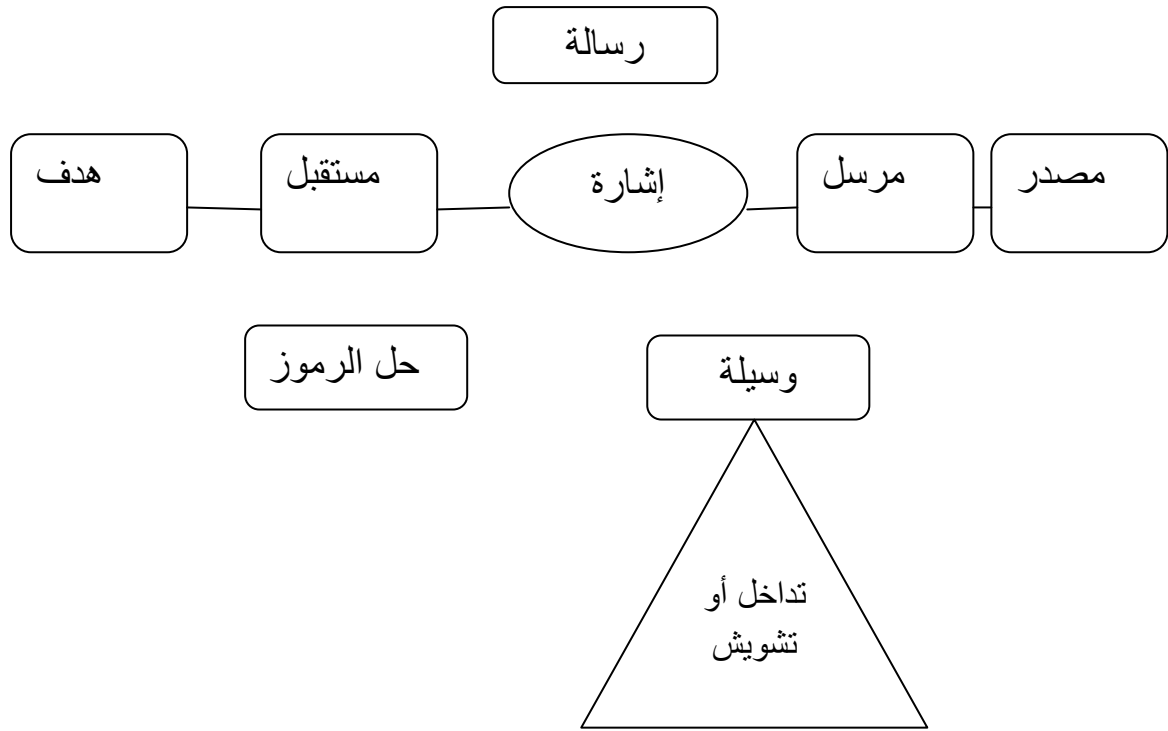 رسالة
مصدر
مرسل
إشارة
مستقبل
هدف
وسيلة
حل الرموز
تداخل أو
تشويش